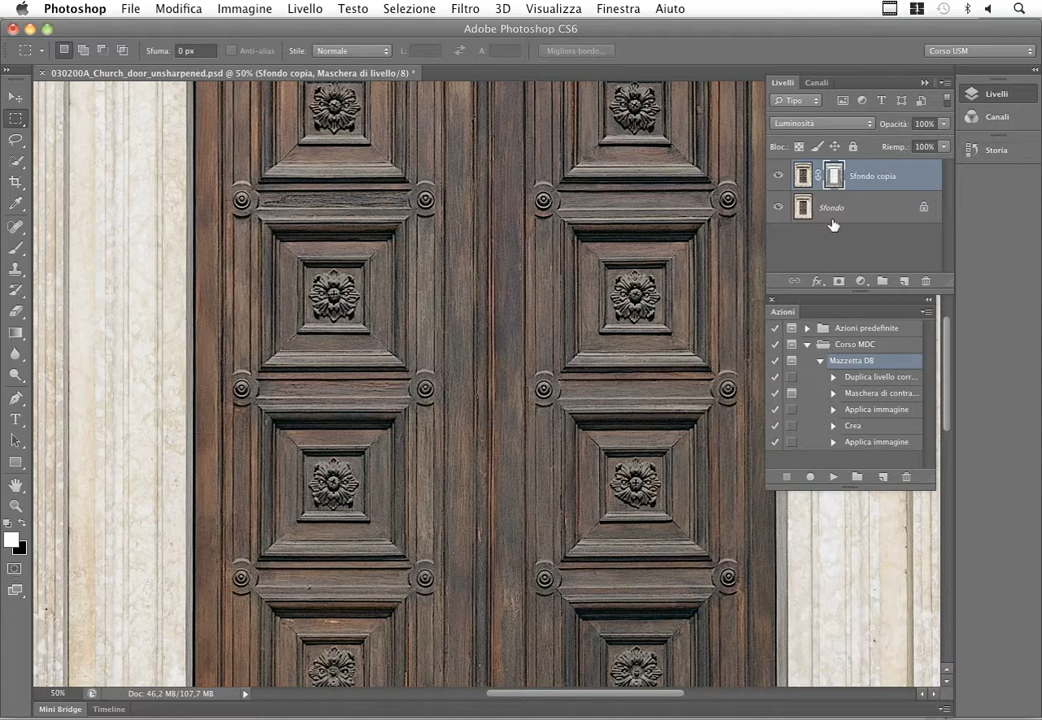 Photoshop File Modifica Immagine Livello Testo Selezione Filtro 3D Visualizza Finestra Aiuto
Adobe Photoshop CS6
Sfuma: 0 px Anti-alias Stile: Normale L: A: Migliora bordo... Corso USM
× 030200A_Church_door_unsharpened.psd @ 50% (Sfondo copia, Maschera di livello/8) *
Livelli Canali
Tipo
Luminosità Opacità: 100%
Bloc.: Riemp.: 100%
Sfondo copia
Sfondo
fx
Azioni
Azioni predefinite
Corso MDC
Mazzetta D8
Duplica livello corr...
Maschera di contra...
Applica immagine
Crea
Applica immagine
Livelli
Canali
Storia
50% Doc: 46,2 MB/107,7 MB
Mini Bridge Timeline